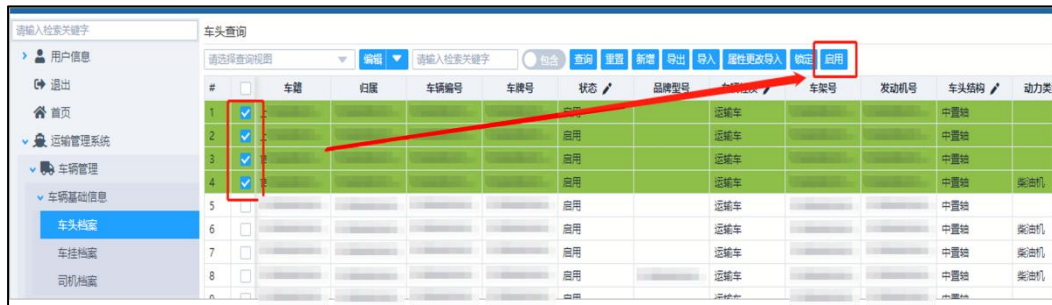 请输入检索关键字
车头查询
用户信息
退出
首页
运输管理系统
车辆管理
车辆基础信息
车头档案
车挂档案
司机档案
请选择查询视图 编辑 请输入检索关键字 包含 查询 重置 新增 导出 导入 属性更改导入 锁定 启用
# 车籍 归属 车辆编号 车牌号 状态 品牌型号 车架号 发动机号 车头结构 动力类
1 启用 运输车 中置轴
2 启用 运输车 中置轴
3 启用 运输车 中置轴
4 启用 运输车 中置轴 柴油机
5 启用 运输车 中置轴
6 启用 运输车 中置轴 柴油机
7 启用 运输车 中置轴 柴油机
8 启用 运输车 中置轴 柴油机